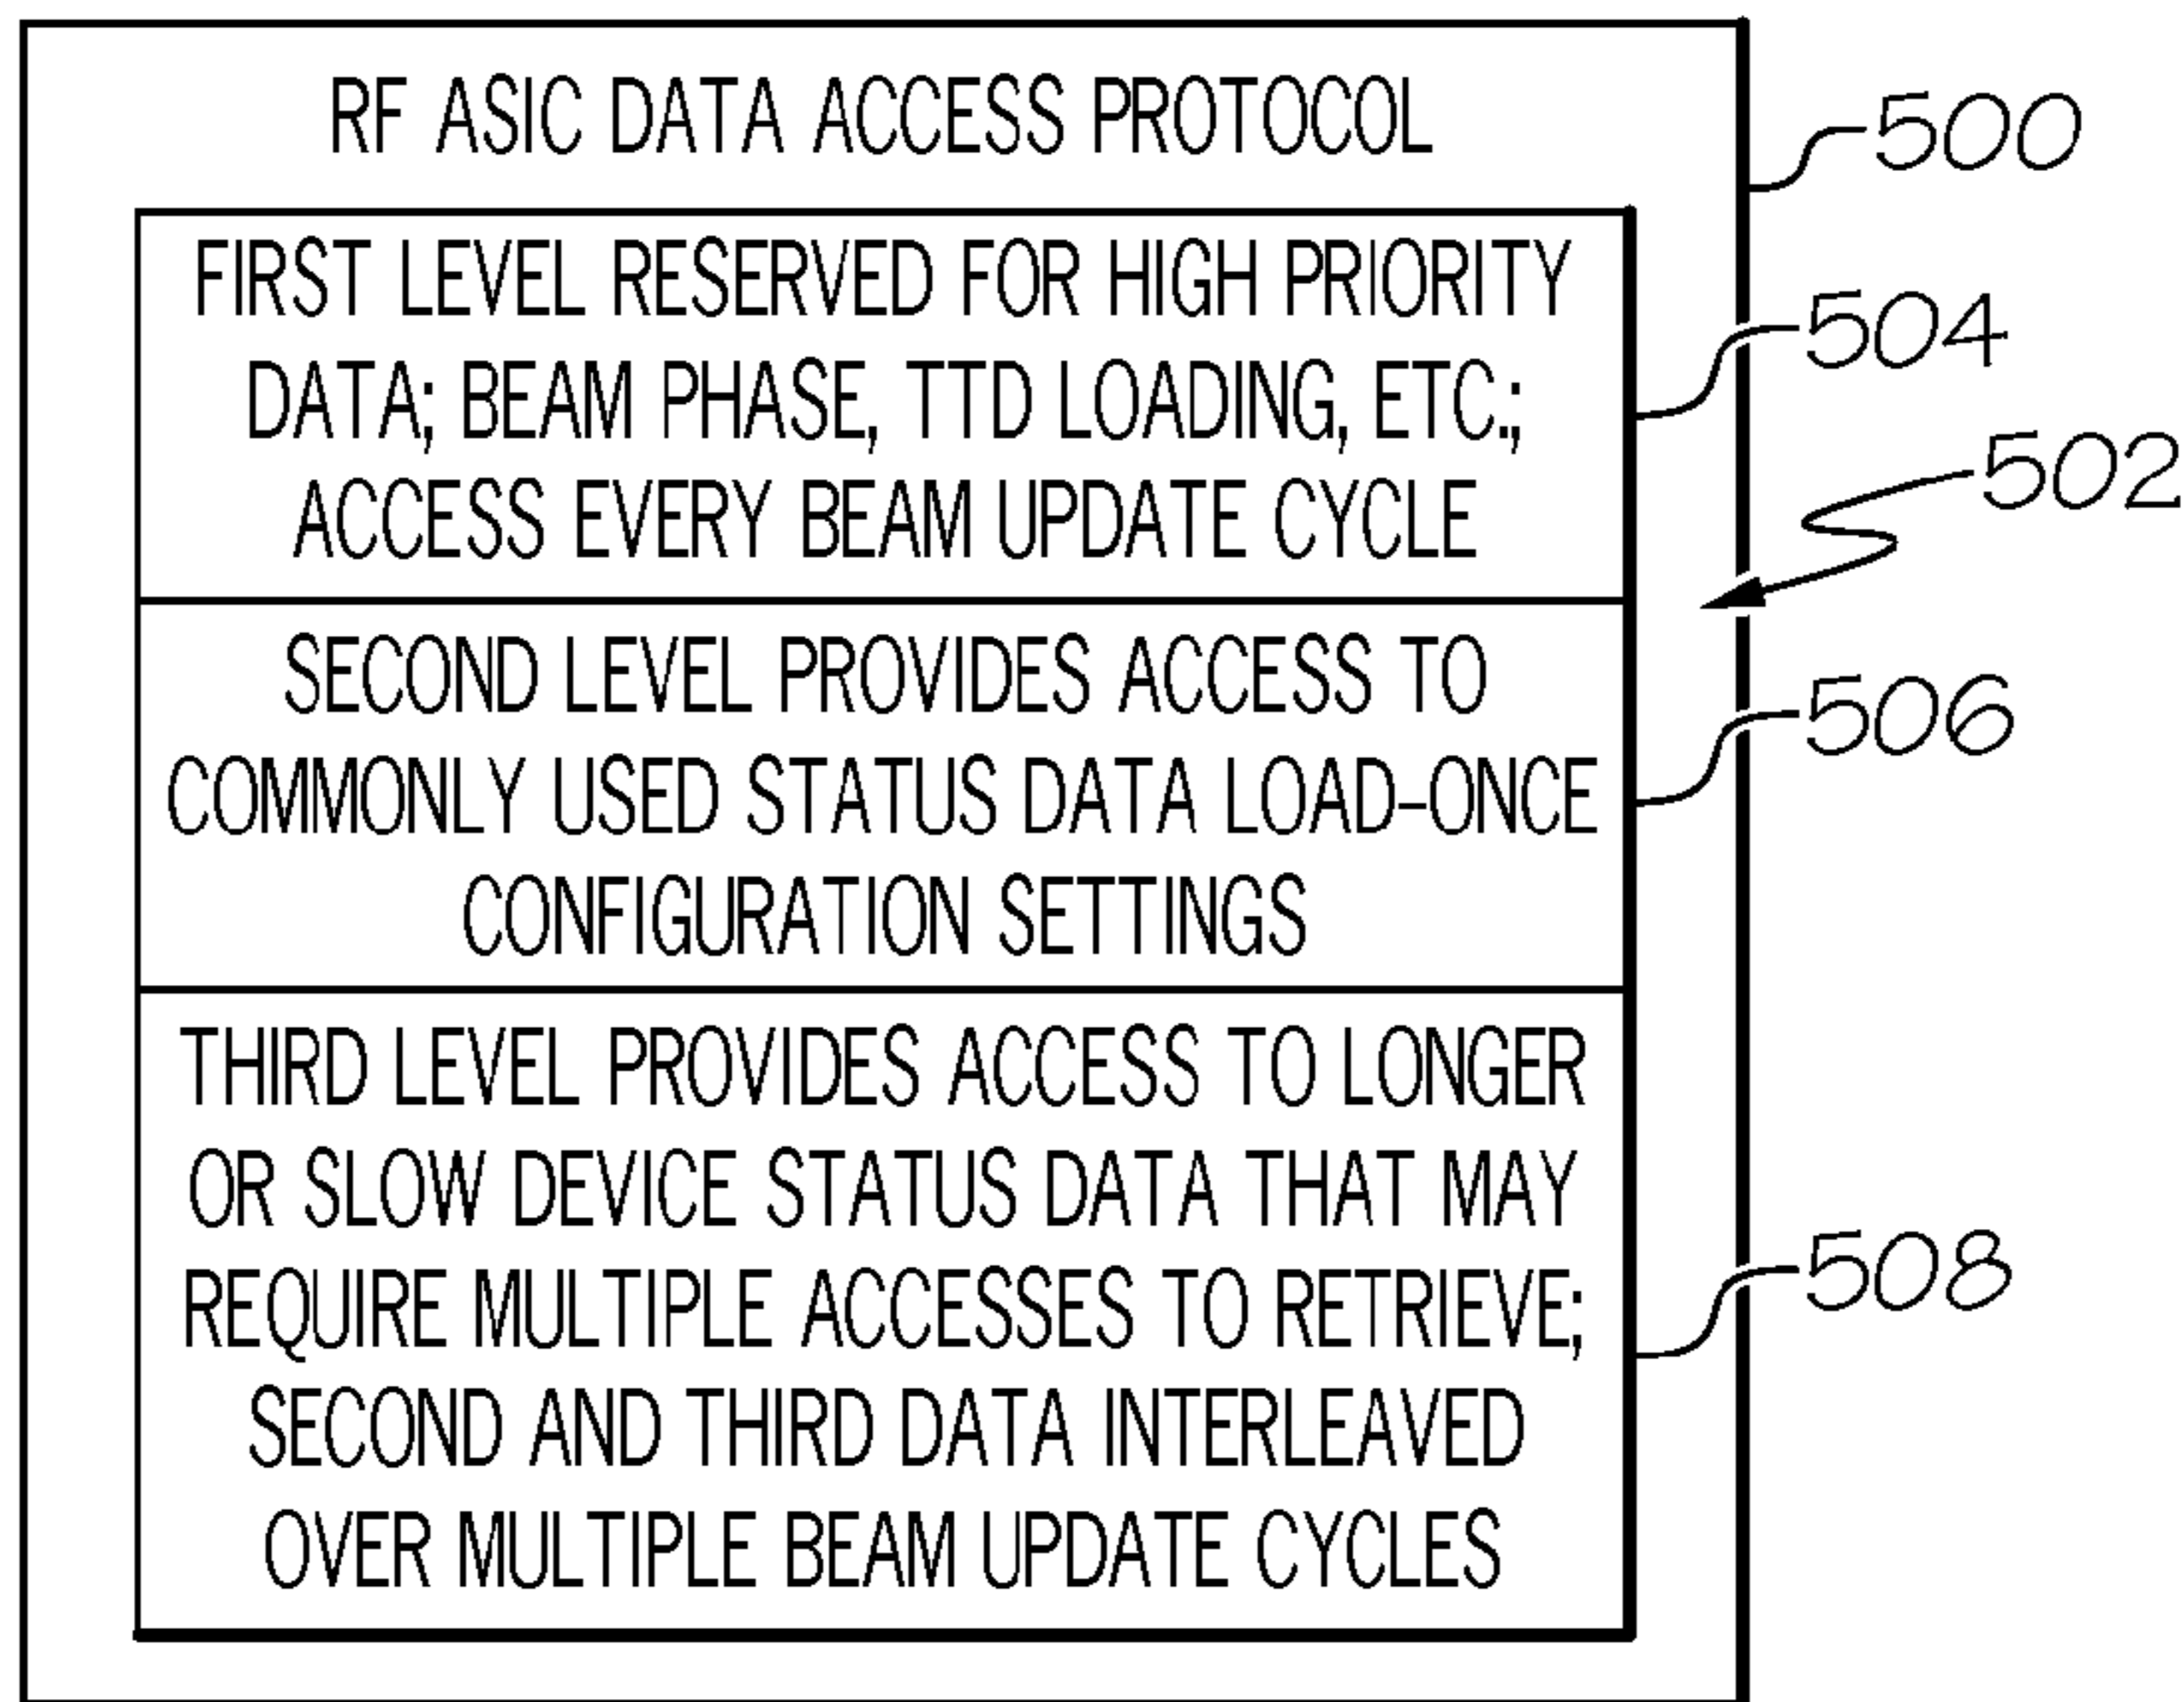 RF ASIC DATA ACCESS PROTOCOL
500
FIRST LEVEL RESERVED FOR HIGH PRIORITY
DATA; BEAM PHASE, TTD LOADING, ETC.;
ACCESS EVERY BEAM UPDATE CYCLE
504
502
SECOND LEVEL PROVIDES ACCESS TO
COMMONLY USED STATUS DATA LOAD-ONCE
CONFIGURATION SETTINGS
506
THIRD LEVEL PROVIDES ACCESS TO LONGER
OR SLOW DEVICE STATUS DATA THAT MAY
REQUIRE MULTIPLE ACCESSES TO RETRIEVE;
SECOND AND THIRD DATA INTERLEAVED
OVER MULTIPLE BEAM UPDATE CYCLES
508